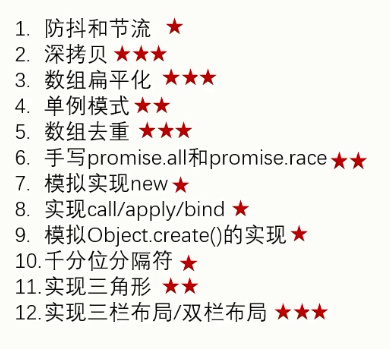 1. 防抖和节流 ★
2. 深拷贝 ★★★
3. 数组扁平化 ★★★
4. 单例模式 ★★
5. 数组去重 ★★★
6. 手写promise.all和promise.race ★★
7. 模拟实现new ★
8. 实现call/apply/bind ★
9. 模拟Object.create()的实现 ★
10.千分位分隔符 ★
11.实现三角形 ★★
12.实现三栏布局/双栏布局 ★★★